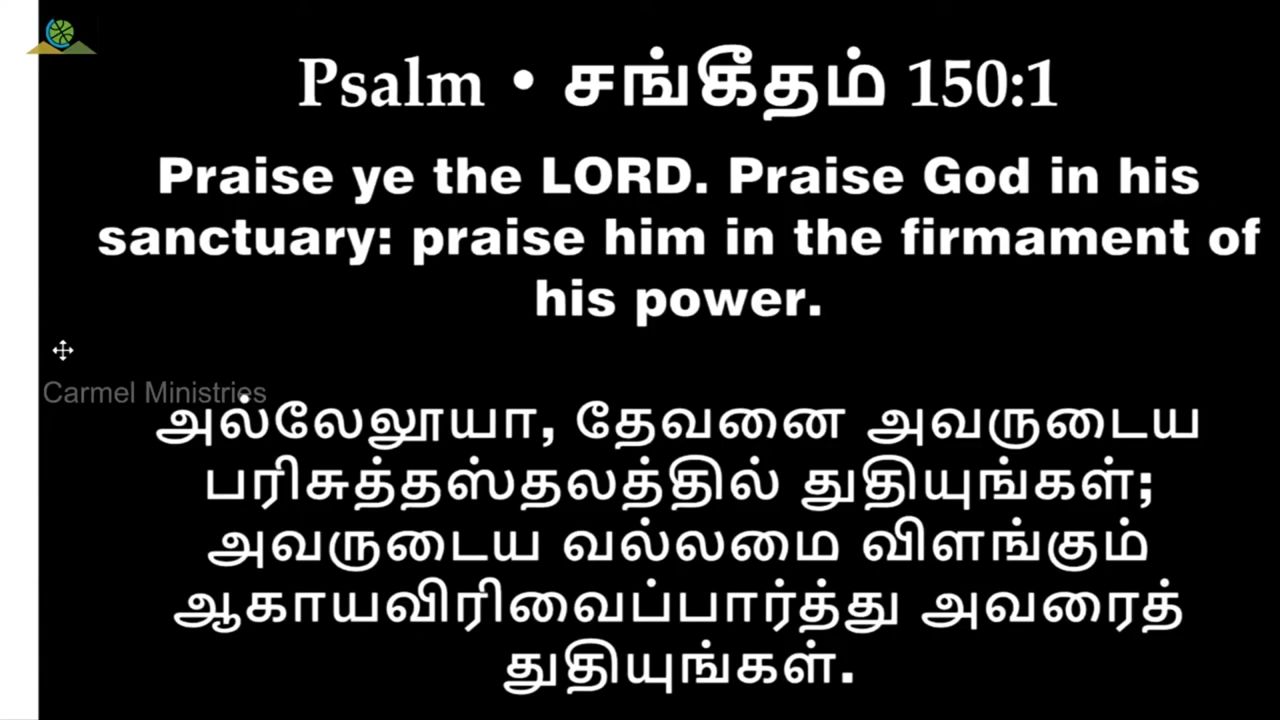 Psalm • சங்கீதம் 150:1
Praise ye the LORD. Praise God in his
sanctuary: praise him in the firmament of
his power.
Carmel Ministries
அல்லேலூயா, தேவனை அவருடைய
பரிசுத்தஸ்தலத்தில் துதியுங்கள்;
அவருடைய வல்லமை விளங்கும்
ஆகாயவிரிவைப்பார்த்து அவரைத்
துதியுங்கள்.